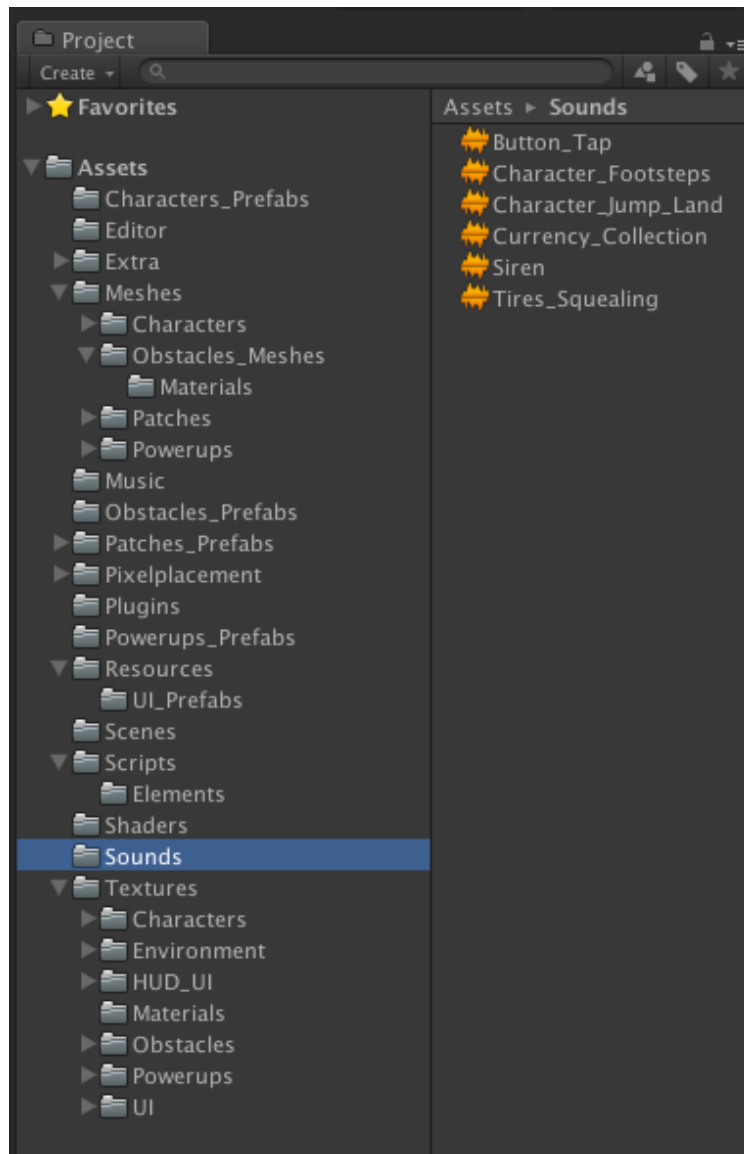 Project
Create
Favorites
Assets
Characters_Prefabs
Editor
Extra
Meshes
Characters
Obstacles_Meshes
Materials
Patches
Powerups
Music
Obstacles_Prefabs
Patches_Prefabs
Pixelplacement
Plugins
Powerups_Prefabs
Resources
UI_Prefabs
Scenes
Scripts
Elements
Shaders
Sounds
Textures
Characters
Environment
HUD_UI
Materials
Obstacles
Powerups
UI
Assets ▸ Sounds
Button_Tap
Character_Footsteps
Character_Jump_Land
Currency_Collection
Siren
Tires_Squealing